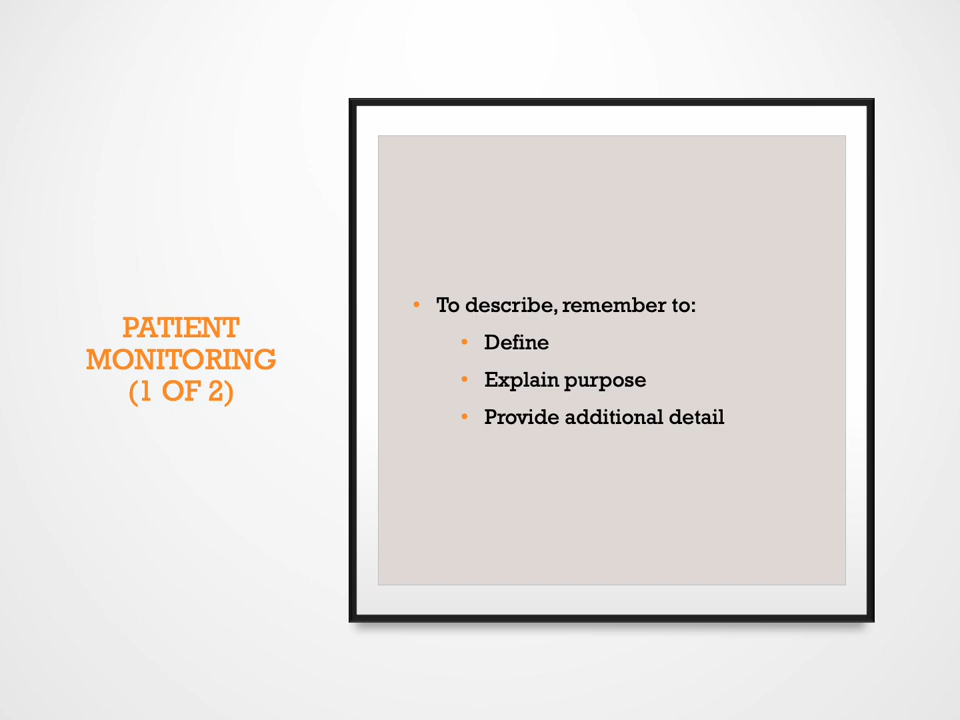 PATIENT
MONITORING
(1 OF 2)
• To describe, remember to:
• Define
• Explain purpose
• Provide additional detail